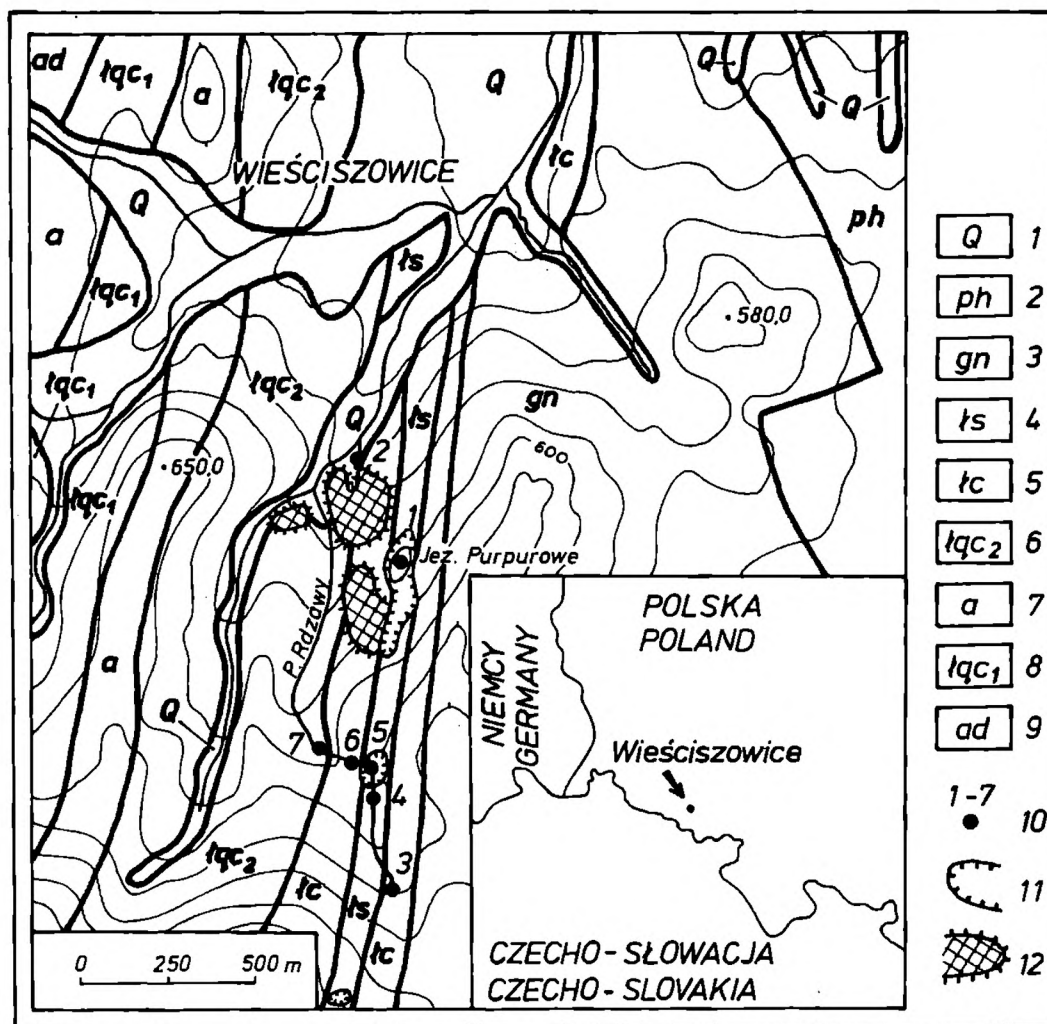 ad
łqc₁
a
łqc₂
Q
Q
Q
WIEŚCISZOWICE
łc
ph
Q
a
łs
łqc₁
580,0
łqc₁
łqc₂
gn
Q
łs
600
2
650,0
łqc₁
1
Jez. Purpurowe
P. Rdzawy
a
Q
7
6
5
4
łqc₂
3
łc
łs
łc
0 250 500 m
POLSKA
POLAND
NIEMCY
GERMANY
Wieściszowice
CZECHO-SŁOWACJA
CZECHO-SLOVAKIA
Q 1
ph 2
gn 3
łs 4
łc 5
łqc₂ 6
a 7
łqc₁ 8
ad 9
1-7
10
11
12